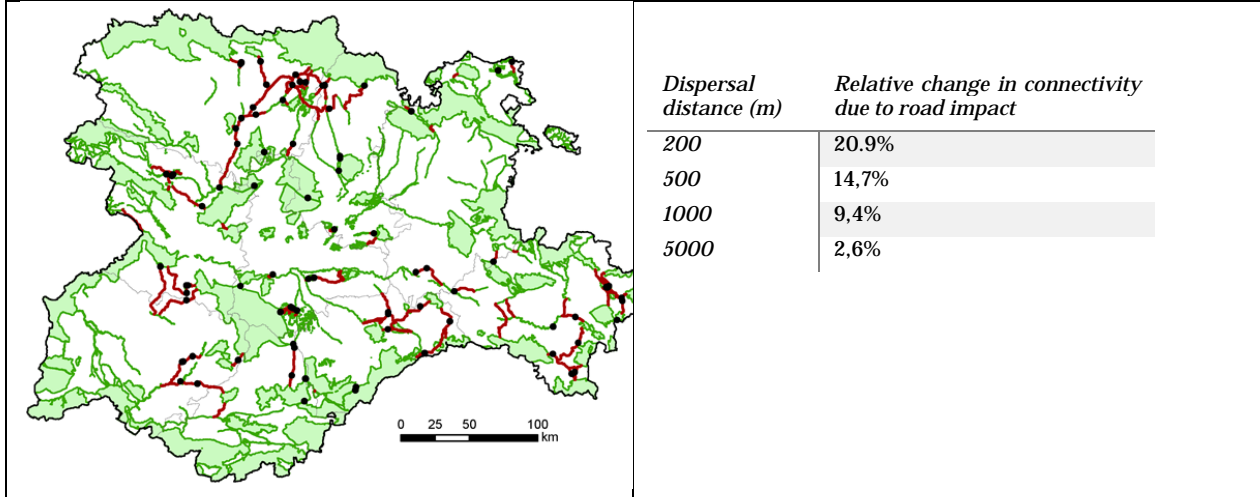 0 25 50 100
km
Dispersal Relative change in connectivity
distance (m) due to road impact
200 20.9%
500 14,7%
1000 9,4%
5000 2,6%